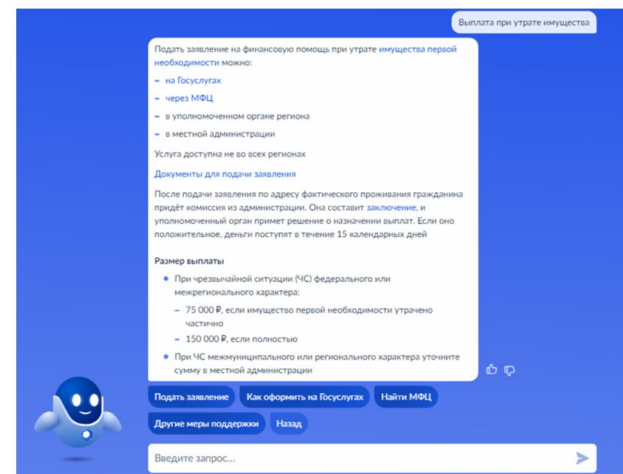 Выплата при утрате имущества
Подать заявление на финансовую помощь при утрате имущества первой
необходимости можно:
– на Госуслугах
– через МФЦ
– в уполномоченном органе региона
– в местной администрации
Услуга доступна не во всех регионах
Документы для подачи заявления
После подачи заявления по адресу фактического проживания гражданина
придёт комиссия из администрации. Она составит заключение, и
уполномоченный орган примет решение о назначении выплат. Если оно
положительное, деньги поступят в течение 15 календарных дней
Размер выплаты
• При чрезвычайной ситуации (ЧС) федерального или
межрегионального характера:
– 75 000 ₽, если имущество первой необходимости утрачено
частично
– 150 000 ₽, если полностью
• При ЧС межмуниципального или регионального характера уточните
сумму в местной администрации
Подать заявление Как оформить на Госуслугах Найти МФЦ
Другие меры поддержки Назад
Введите запрос...